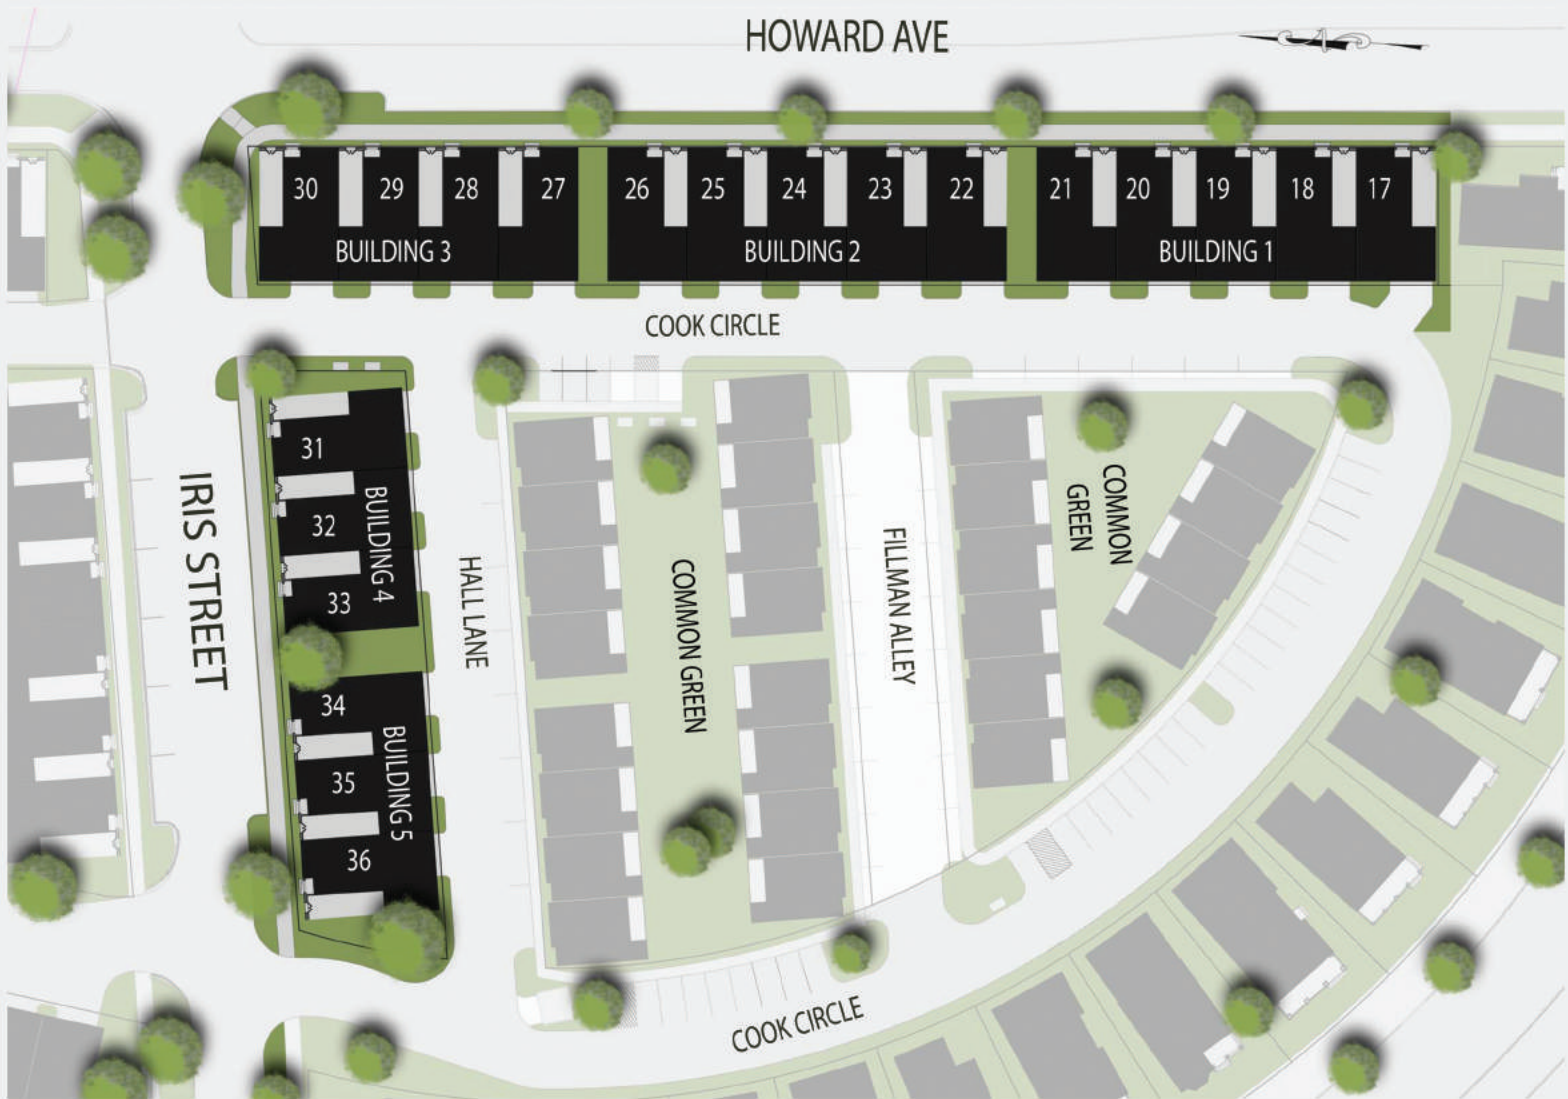 HOWARD AVE
30
29
28
27
26
25
24
23
22
21
20
19
18
17
BUILDING 3
BUILDING 2
BUILDING 1
COOK CIRCLE
31
32
33
BUILDING 4
34
35
36
BUILDING 5
IRIS STREET
HALL LANE
COMMON GREEN
FILLMAN ALLEY
COMMON
GREEN
COOK CIRCLE